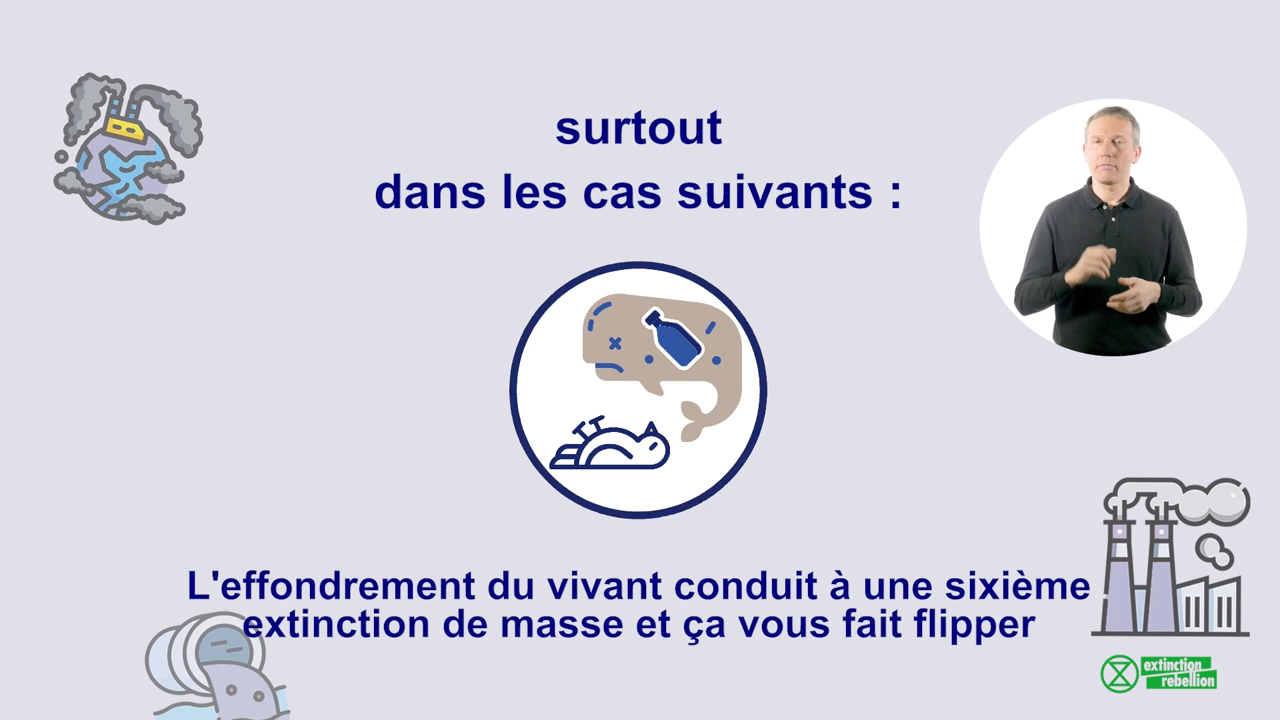 surtout
dans les cas suivants :
L'effondrement du vivant conduit à une sixième
extinction de masse et ça vous fait flipper
extinction
rebellion